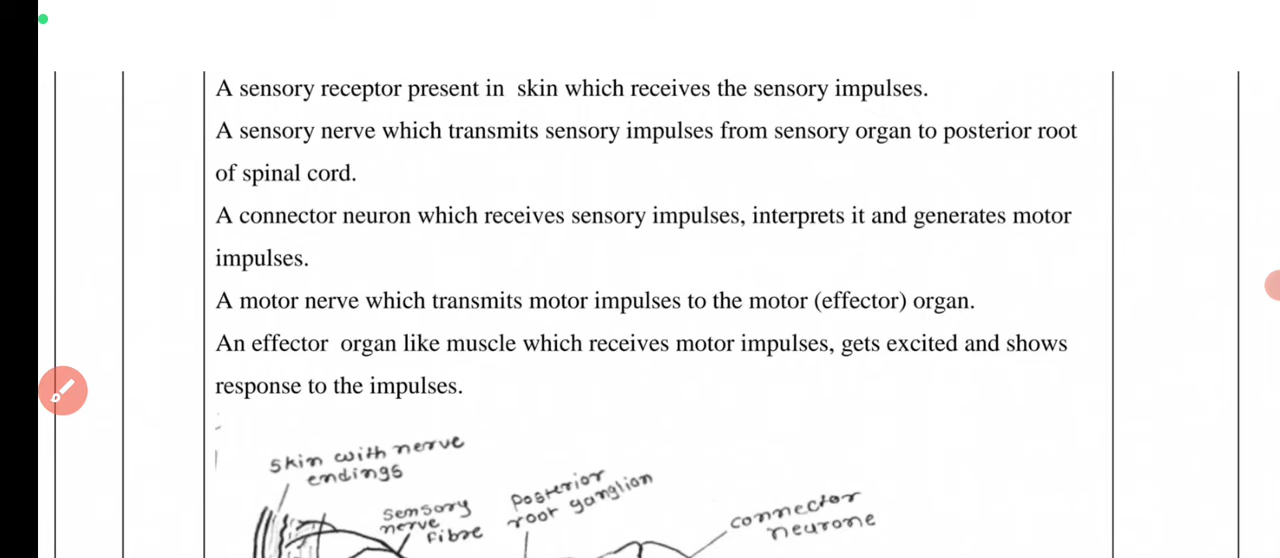 A sensory receptor present in skin which receives the sensory impulses.
A sensory nerve which transmits sensory impulses from sensory organ to posterior root
of spinal cord.
A connector neuron which receives sensory impulses, interprets it and generates motor
impulses.
A motor nerve which transmits motor impulses to the motor (effector) organ.
An effector organ like muscle which receives motor impulses, gets excited and shows
response to the impulses.
skin with nerve
endings
sensory
nerve
fibre
posterior
root ganglion
connector
neurone